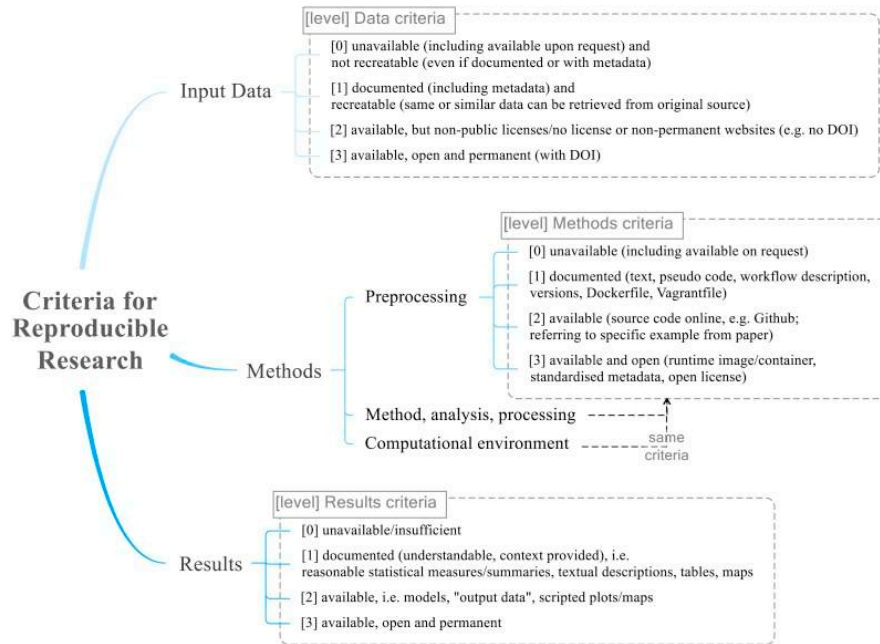 [level] Data criteria
[0] unavailable (including available upon request) and
not recreatable (even if documented or with metadata)
[1] documented (including metadata) and
recreatable (same or similar data can be retrieved from original source)
[2] available, but non-public licenses/no license or non-permanent websites (e.g. no DOI)
[3] available, open and permanent (with DOI)
Input Data
[level] Methods criteria
[0] unavailable (including available on request)
[1] documented (text, pseudo code, workflow description,
versions, Dockerfile, Vagrantfile)
[2] available (source code online, e.g. Github;
referring to specific example from paper)
[3] available and open (runtime image/container,
standardised metadata, open license)
Preprocessing
Criteria for
Reproducible
Research
Methods
Method, analysis, processing
Computational environment
same
criteria
[level] Results criteria
[0] unavailable/insufficient
[1] documented (understandable, context provided), i.e.
reasonable statistical measures/summaries, textual descriptions, tables, maps
[2] available, i.e. models, "output data", scripted plots/maps
[3] available, open and permanent
Results